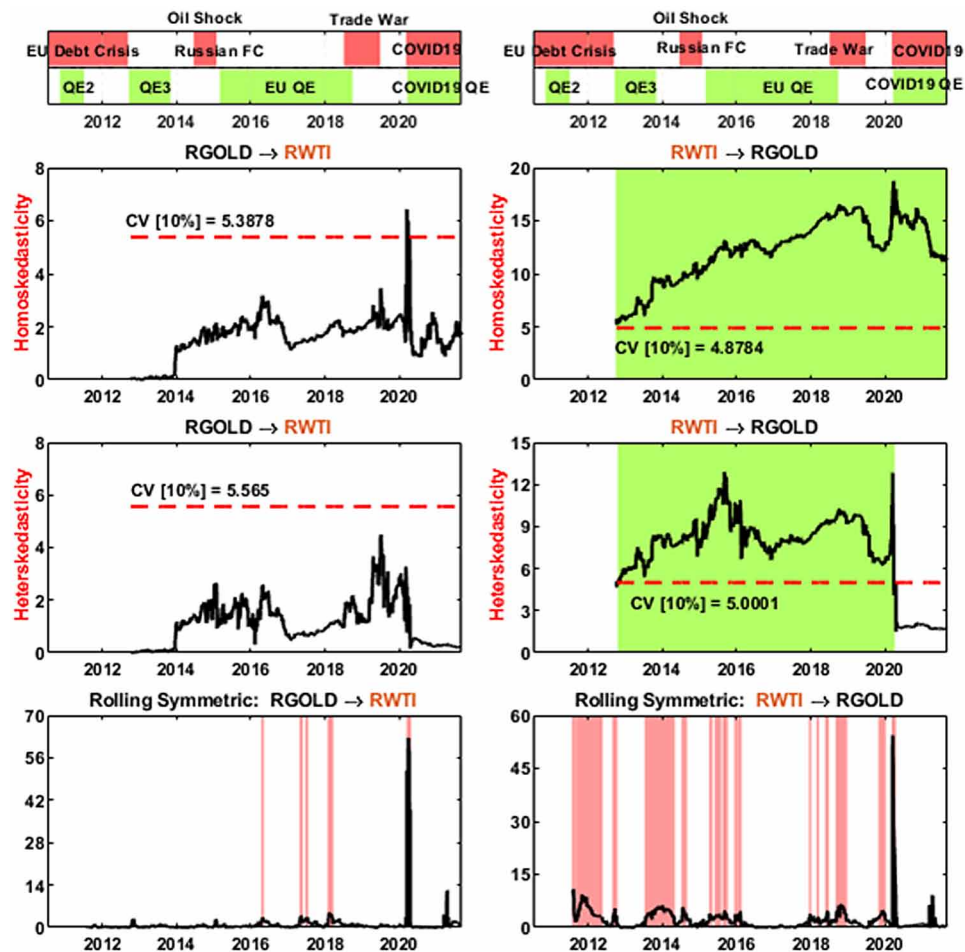 Oil Shock Trade War
EU Debt Crisis Russian FC COVID19
QE2 QE3 EU QE COVID19 QE
2012 2014 2016 2018 2020
Oil Shock
EU Debt Crisis Russian FC Trade War COVID19
QE2 QE3 EU QE COVID19 QE
2012 2014 2016 2018 2020
RGOLD → RWTI
Homoskedasticity
8
6
4
2
0
CV [10%] = 5.3878
2012 2014 2016 2018 2020
RWTI → RGOLD
20
15
10
5
0
CV [10%] = 4.8784
2012 2014 2016 2018 2020
RGOLD → RWTI
Heterskedasticity
8
6
4
2
0
CV [10%] = 5.565
2012 2014 2016 2018 2020
RWTI → RGOLD
15
12
9
6
3
0
CV [10%] = 5.0001
2012 2014 2016 2018 2020
Rolling Symmetric: RGOLD → RWTI
70
56
42
28
14
0
2012 2014 2016 2018 2020
Rolling Symmetric: RWTI → RGOLD
60
45
30
15
0
2012 2014 2016 2018 2020